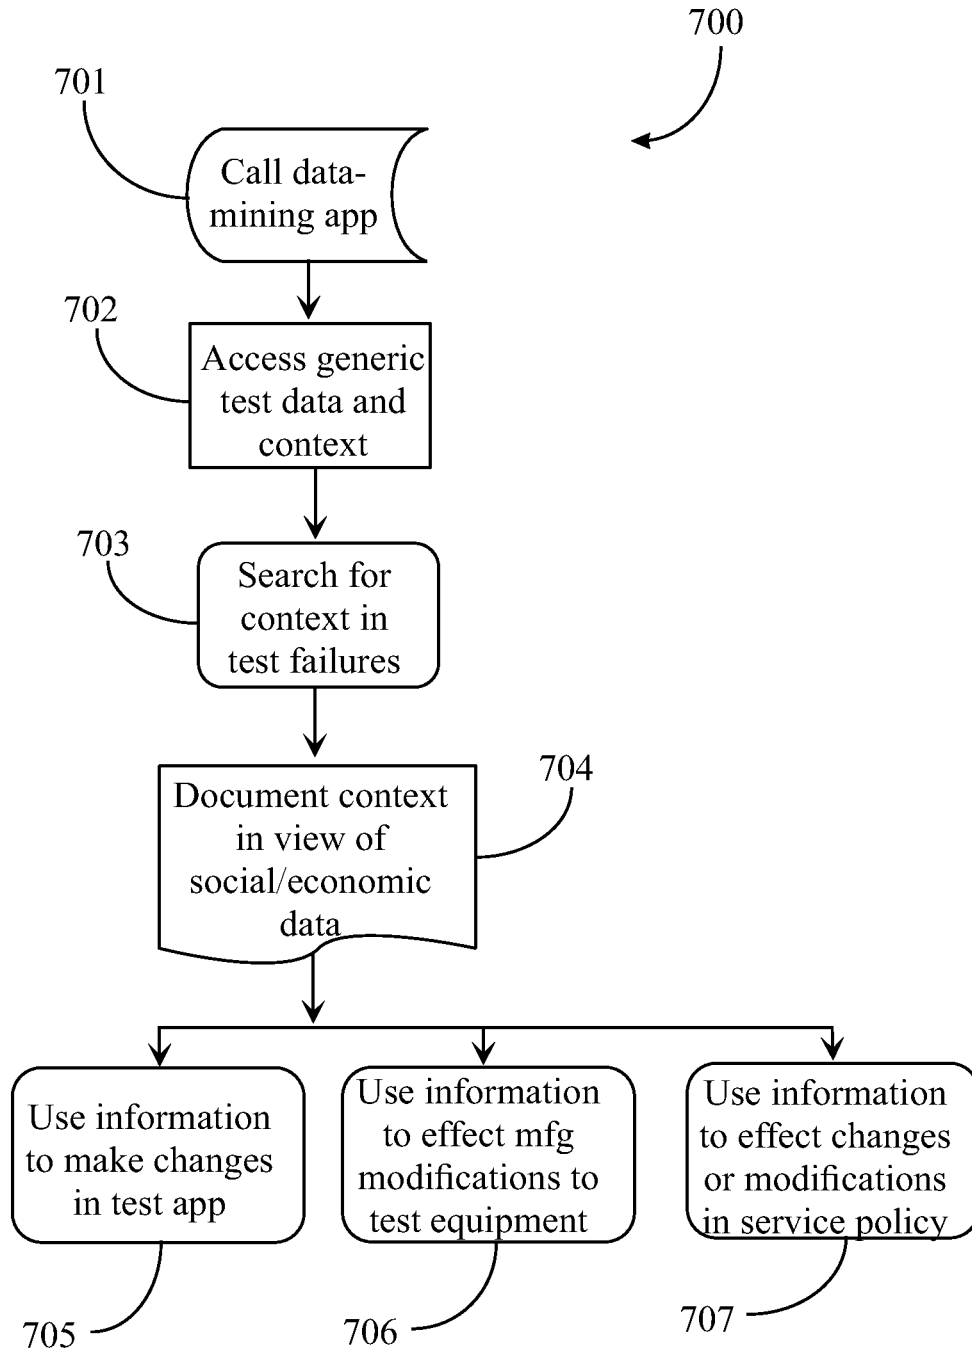 700
701
Call data-
mining app
702
Access generic
test data and
context
703
Search for
context in
test failures
704
Document context
in view of
social/economic
data
Use information
to make changes
in test app
705
Use information
to effect mfg
modifications to
test equipment
706
Use information
to effect changes
or modifications
in service policy
707